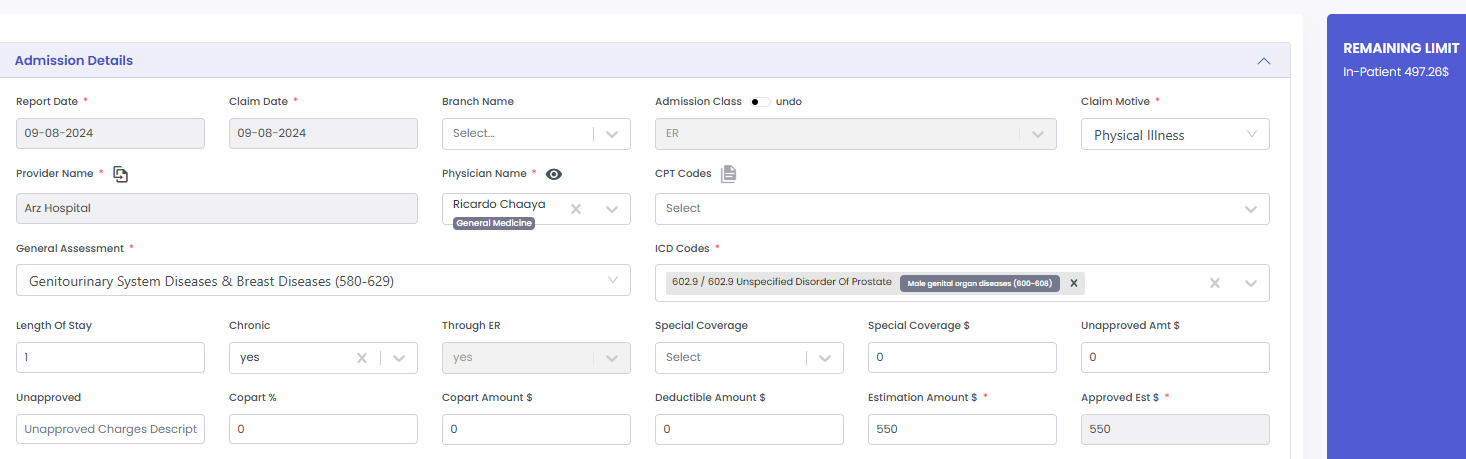 Admission Details
REMAINING LIMIT
In-Patient 497.26$
Report Date *
Claim Date *
Branch Name
Admission Class undo
Claim Motive *
09-08-2024
09-08-2024
Select...
ER
Physical Illness
Provider Name *
Physician Name *
CPT Codes
Arz Hospital
Ricardo Chaaya
General Medicine
Select
General Assessment *
ICD Codes *
Genitourinary System Diseases & Breast Diseases (580-629)
602.9 / 602.9 Unspecified Disorder Of Prostate Male genital organ diseases (600-608)
Length Of Stay
Chronic
Through ER
Special Coverage
Special Coverage $
Unapproved Amt $
1
yes
yes
Select
0
0
Unapproved
Copart %
Copart Amount $
Deductible Amount $
Estimation Amount $ *
Approved Est $ *
Unapproved Charges Descript
0
0
0
550
550